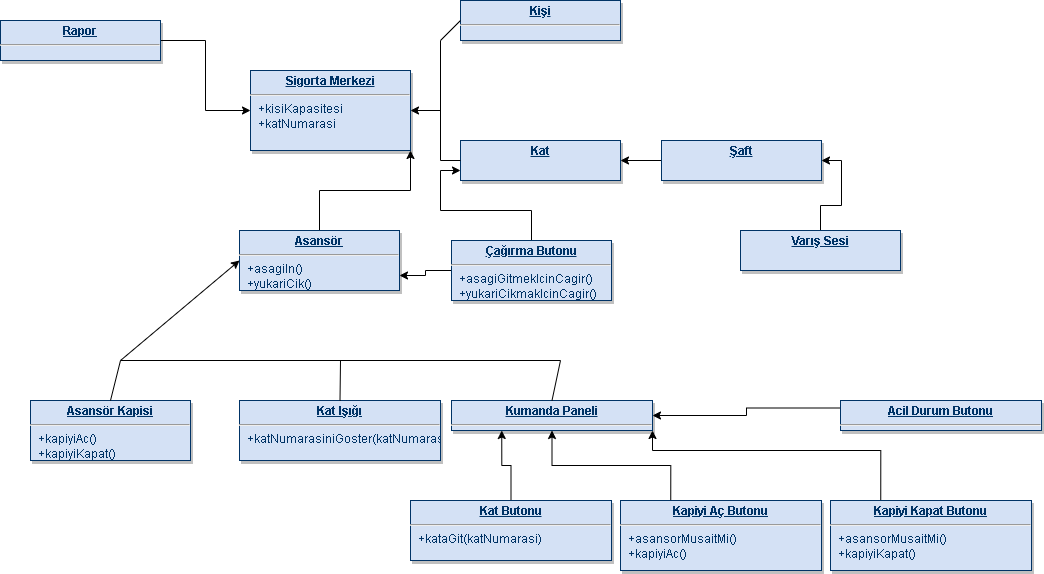 Kişi
Rapor
Sigorta Merkezi
+kisiKapasitesi
+katNumarasi
Kat
Şaft
Asansör
+asagiIn()
+yukariCik()
Çağırma Butonu
+asagiGitmekIcinCagir()
+yukariCikmakIcinCagir()
Varış Sesi
Asansör Kapisi
+kapiyiAc()
+kapiyiKapat()
Kat Işığı
+katNumarasiniGoster(katNumaras
Kumanda Paneli
Acil Durum Butonu
Kat Butonu
+kataGit(katNumarasi)
Kapiyi Aç Butonu
+asansorMusaitMi()
+kapiyiAc()
Kapiyi Kapat Butonu
+asansorMusaitMi()
+kapiyiKapat()